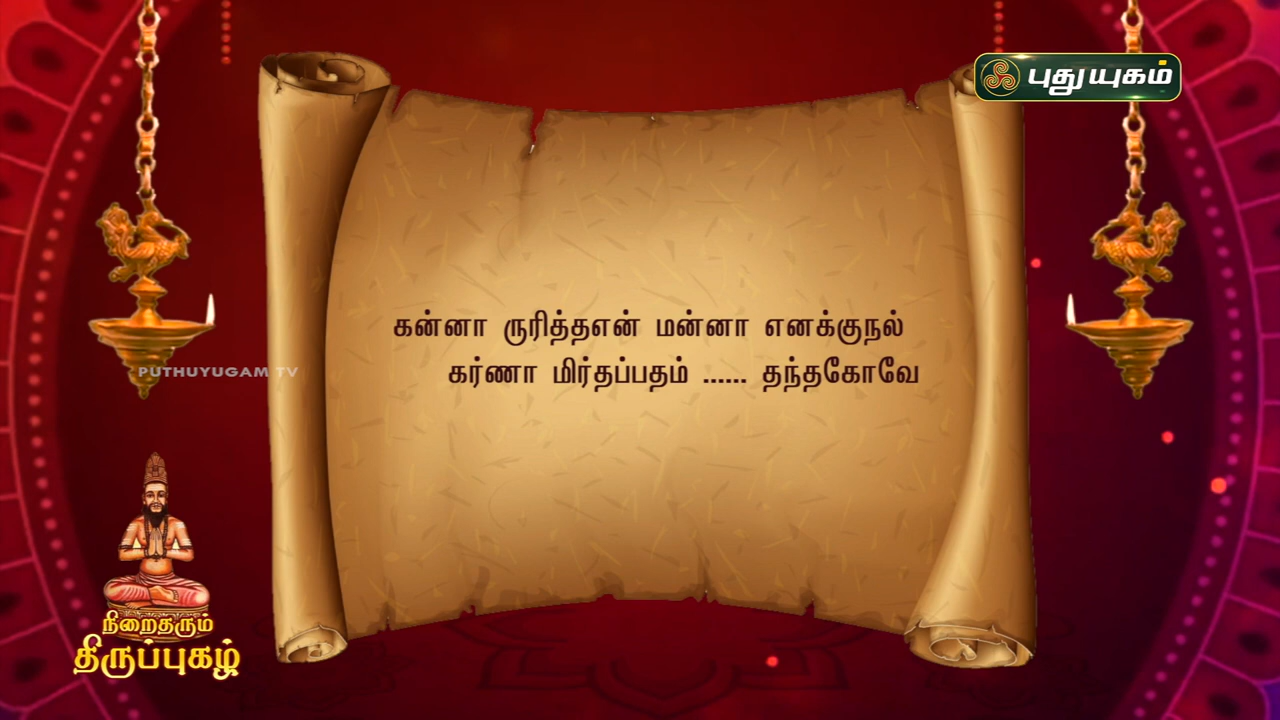 புதுயுகம்
கன்னா ருரித்தஎன் மன்னா எனக்குநல்
கர்ணா மிர்தப்பதம் ...... தந்தகோவே
PUTHUYUGAM TV
நிறைதரும்
திருப்புகழ்